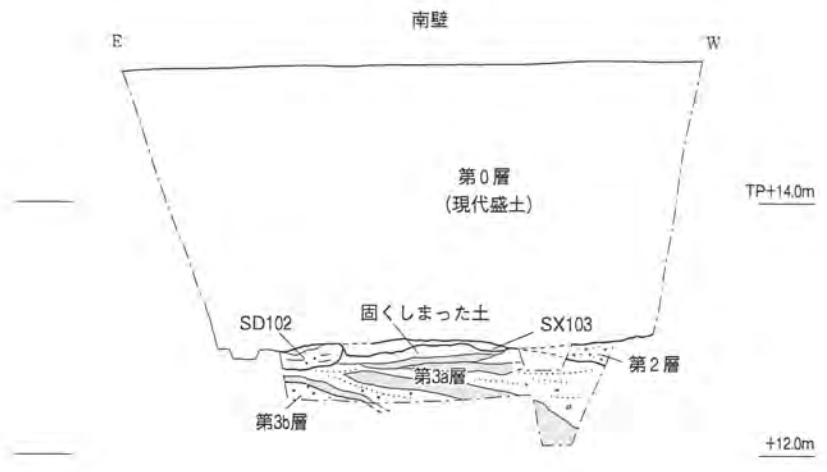 南壁
E
W
第0層
(現代盛土)
TP+14.0m
SD102
固くしまった土
SX103
第3a層
第2層
第3b層
+12.0m